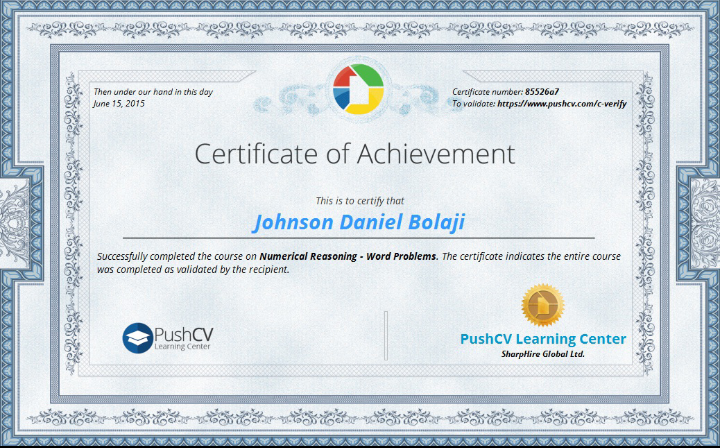 Then under our hand in this day
June 15, 2015
Certificate number: 85526a7
To validate: https://www.pushcv.com/c-verify
Certificate of Achievement
This is to certify that
Johnson Daniel Bolaji
Successfully completed the course on Numerical Reasoning - Word Problems. The certificate indicates the entire course
was completed as validated by the recipient.
PushCV
Learning Center
PushCV Learning Center
SharpHire Global Ltd.